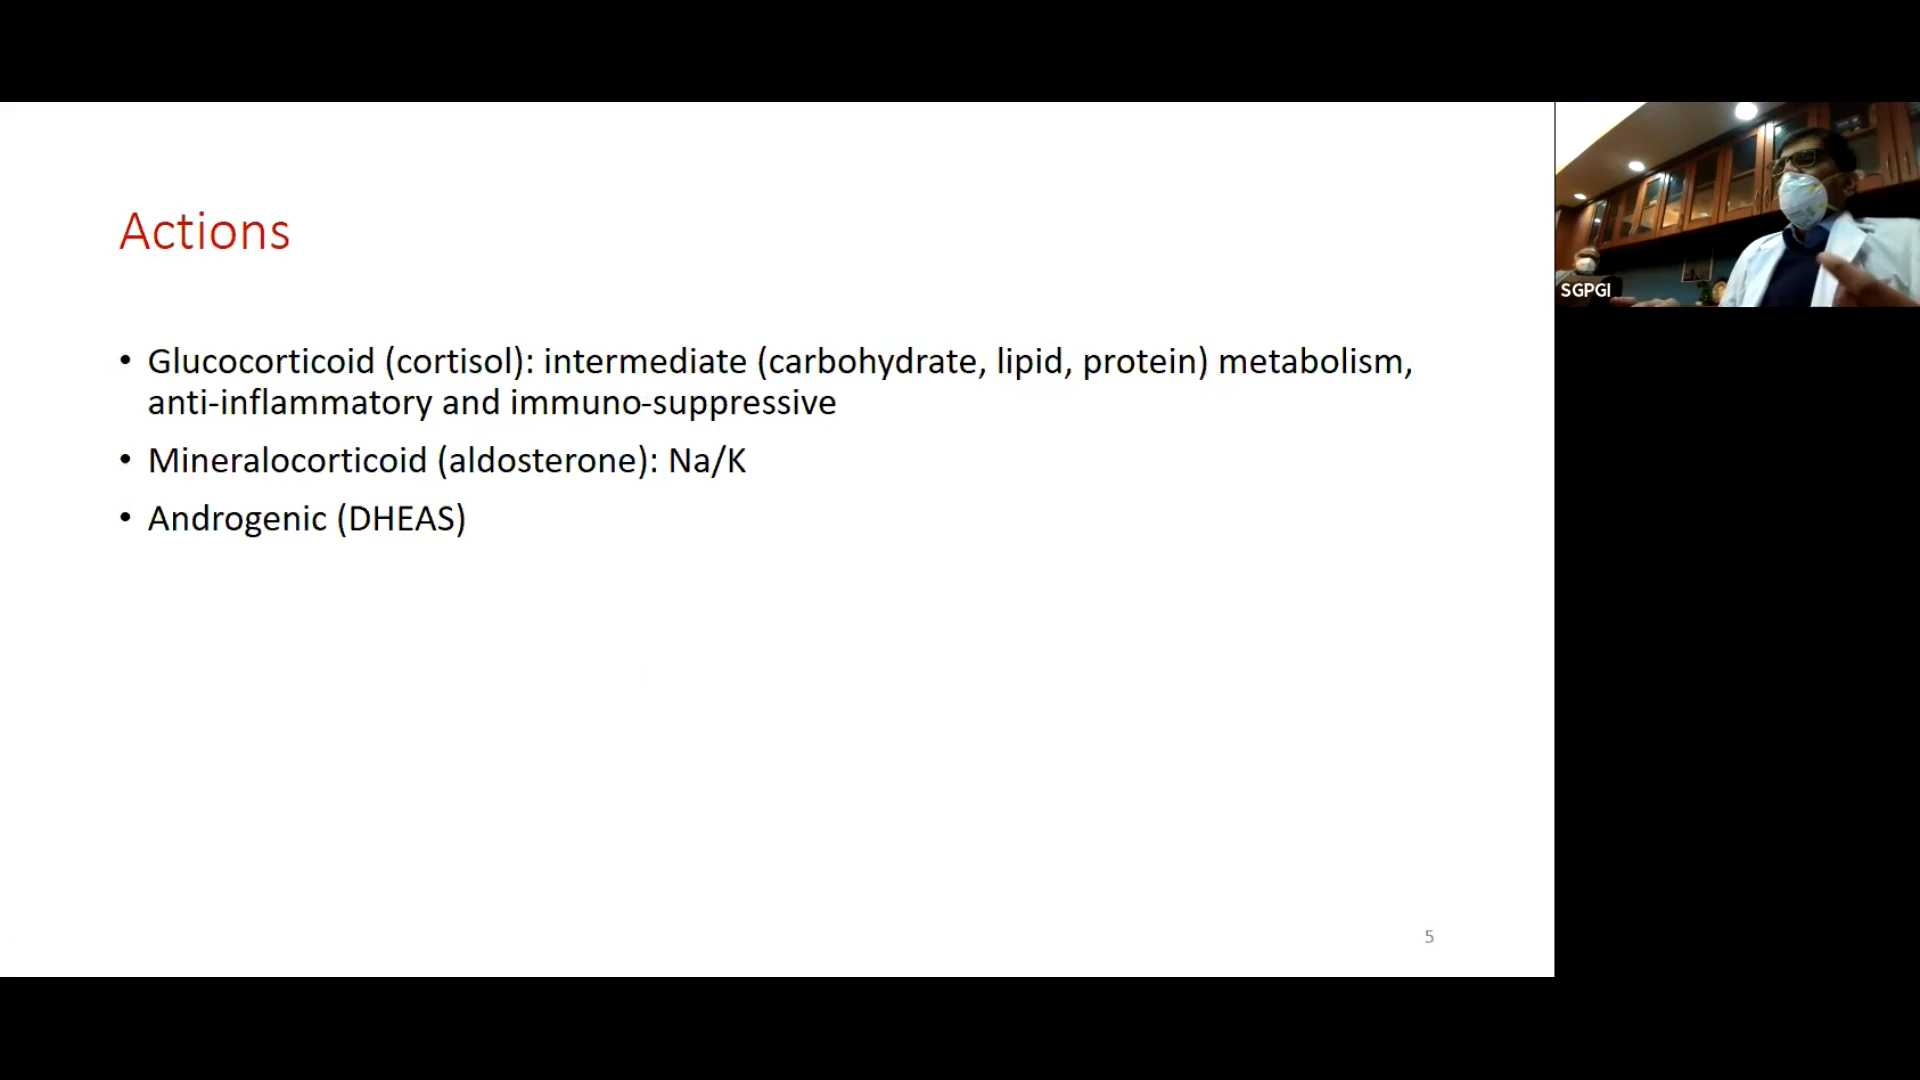 Actions
• Glucocorticoid (cortisol): intermediate (carbohydrate, lipid, protein) metabolism,
anti-inflammatory and immuno-suppressive
• Mineralocorticoid (aldosterone): Na/K
• Androgenic (DHEAS)
5
SGPGI